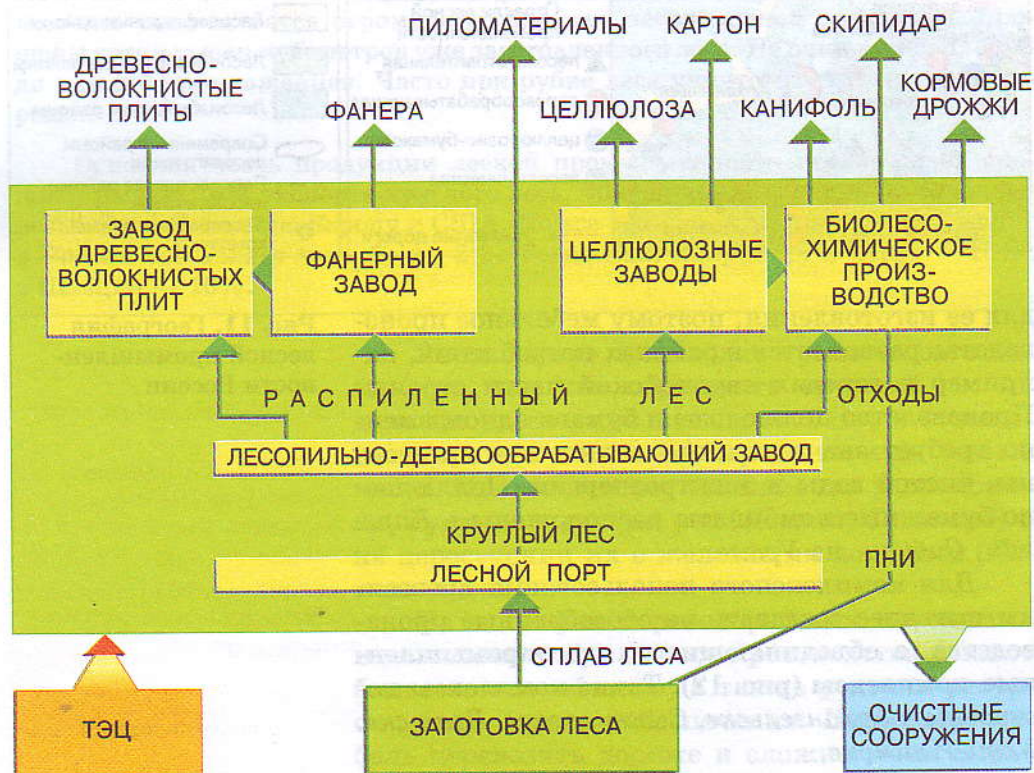 ПИЛОМАТЕРИАЛЫ КАРТОН СКИПИДАР
ДРЕВЕСНО-
ВОЛОКНИСТЫЕ
ПЛИТЫ
ФАНЕРА
ЦЕЛЛЮЛОЗА
КАНИФОЛЬ
КОРМОВЫЕ
ДРОЖЖИ
ЗАВОД
ДРЕВЕСНО-
ВОЛОКНИСТЫХ
ПЛИТ
ФАНЕРНЫЙ
ЗАВОД
ЦЕЛЛЮЛОЗНЫЕ
ЗАВОДЫ
БИОЛЕСО-
ХИМИЧЕСКОЕ
ПРОИЗ-
ВОДСТВО
РАСПИЛЕННЫЙ ЛЕС
ОТХОДЫ
ЛЕСОПИЛЬНО-ДЕРЕВООБРАБАТЫВАЮЩИЙ ЗАВОД
КРУГЛЫЙ ЛЕС
ЛЕСНОЙ ПОРТ
ПНИ
СПЛАВ ЛЕСА
ТЭЦ
ЗАГОТОВКА ЛЕСА
ОЧИСТНЫЕ
СООРУЖЕНИЯ